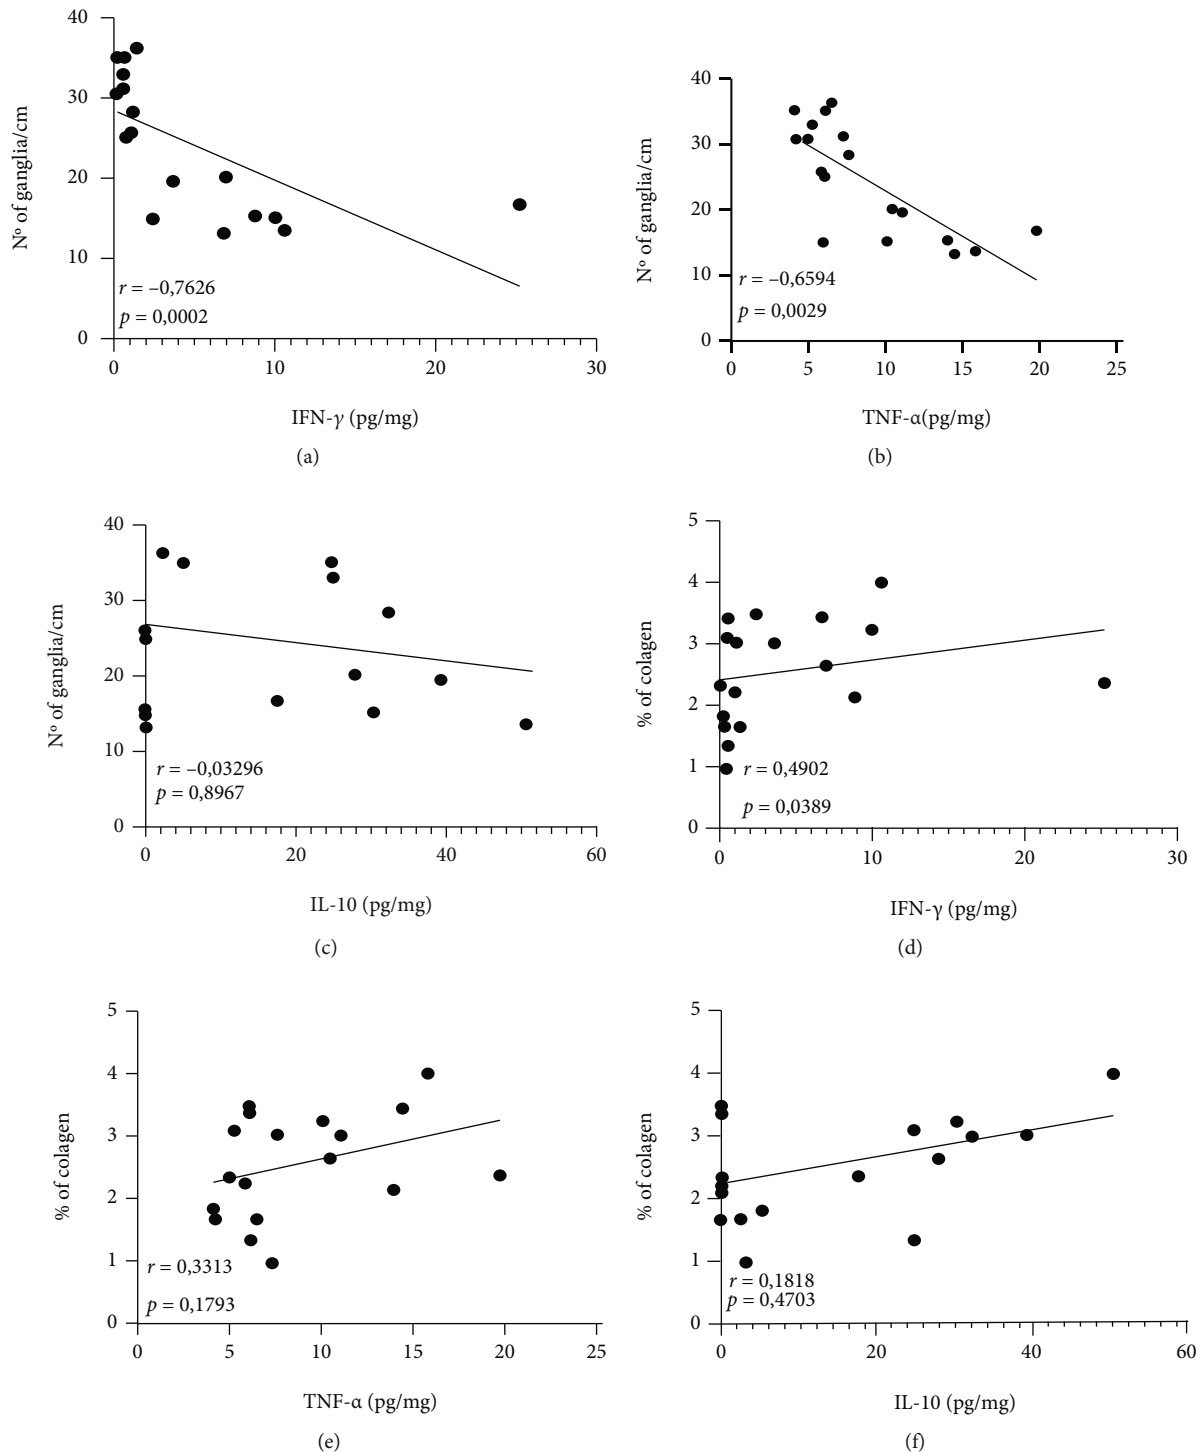 40
30
20
10
0
Nº of ganglia/cm
r = –0,7626
p = 0,0002
0 10 20 30
IFN-γ (pg/mg)
(a)
40
30
20
10
0
Nº of ganglia/cm
r = –0,6594
p = 0,0029
0 5 10 15 20 25
TNF-α(pg/mg)
(b)
40
30
20
10
0
Nº of ganglia/cm
r = –0,03296
p = 0,8967
0 20 40 60
IL-10 (pg/mg)
(c)
5
4
3
2
1
0
% of colagen
r = 0,4902
p = 0,0389
0 10 20 30
IFN-γ (pg/mg)
(d)
5
4
3
2
1
0
% of colagen
r = 0,3313
p = 0,1793
0 5 10 15 20 25
TNF-α (pg/mg)
(e)
5
4
3
2
1
0
% of colagen
r = 0,1818
p = 0,4703
0 20 40 60
IL-10 (pg/mg)
(f)